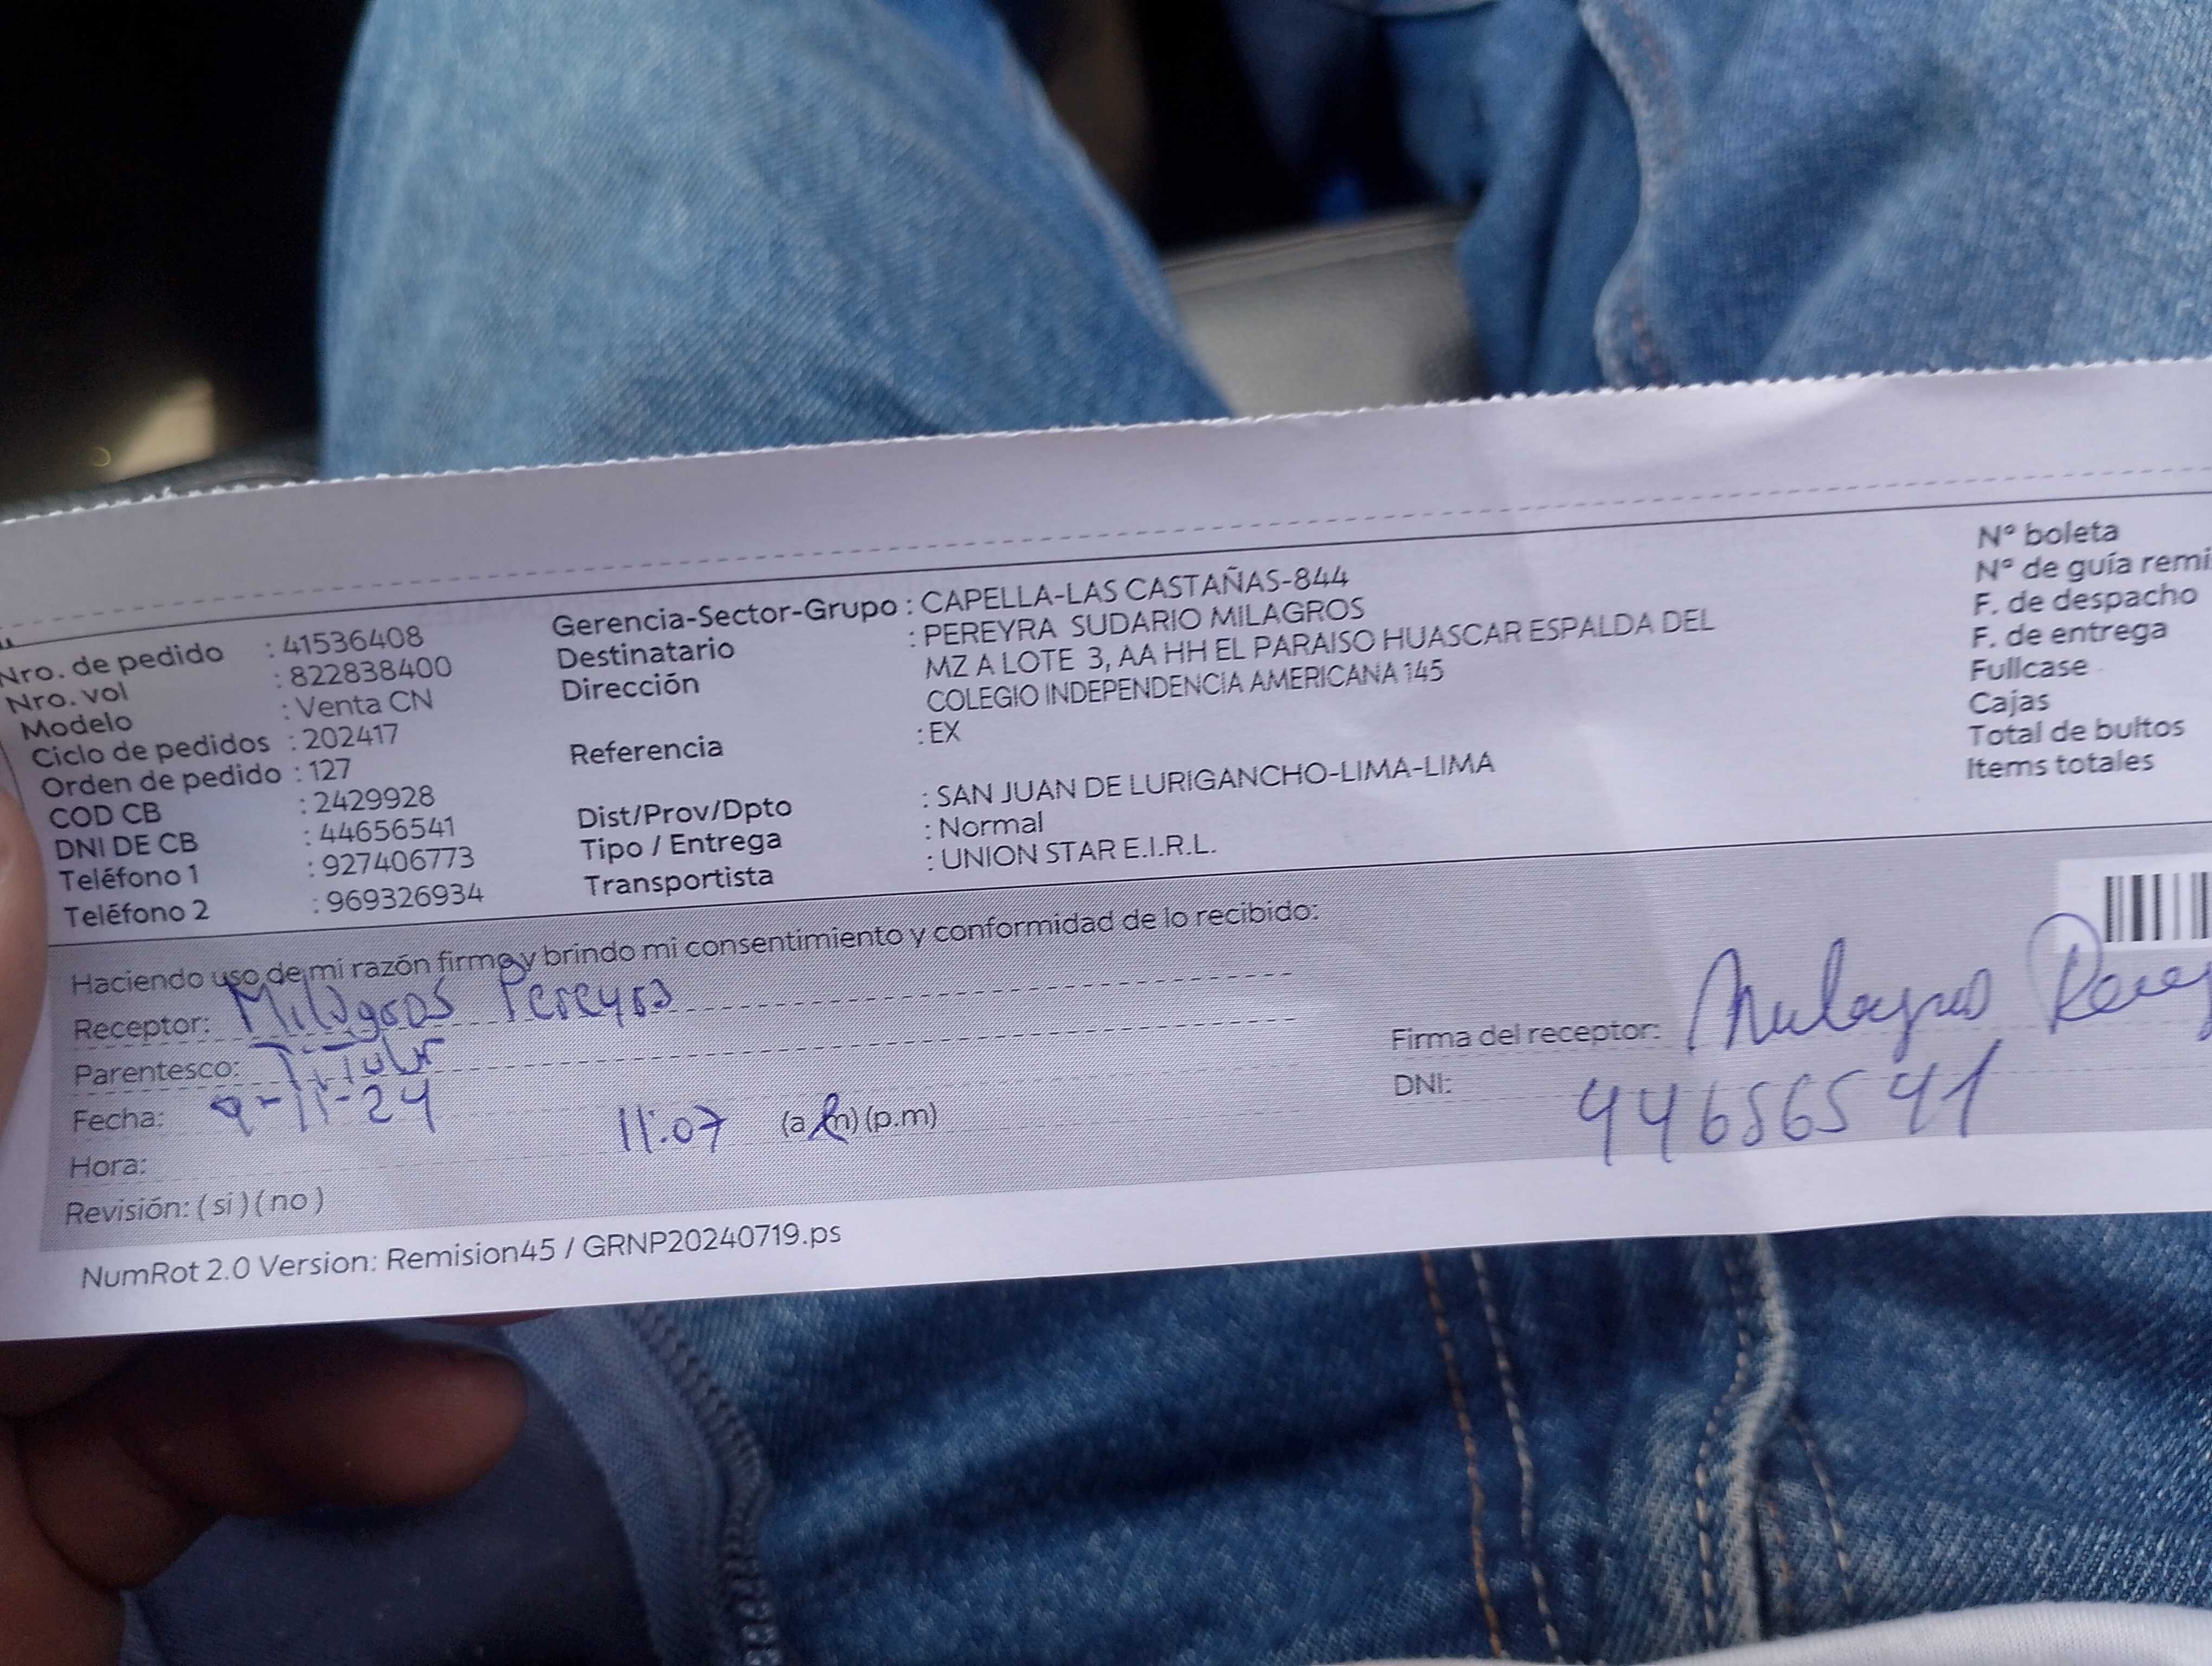 Nro. de pedido : 41536408
Nro. vol : 822838400
Modelo : Venta CN
Ciclo de pedidos : 202417
Orden de pedido : 127
COD CB : 2429928
DNI DE CB : 44656541
Teléfono 1 : 927406773
Teléfono 2 : 969326934
Gerencia-Sector-Grupo : CAPELLA-LAS CASTAÑAS-844
Destinatario : PEREYRA SUDARIO MILAGROS
Dirección MZ A LOTE 3, AA HH EL PARAISO HUASCAR ESPALDA DEL
COLEGIO INDEPENDENCIA AMERICANA 145
Referencia : EX
Dist/Prov/Dpto : SAN JUAN DE LURIGANCHO-LIMA-LIMA
Tipo / Entrega : Normal
Transportista : UNION STAR E.I.R.L.
N° boleta
N° de guía remi
F. de despacho
F. de entrega
Fullcase
Cajas
Total de bultos
Items totales
Haciendo uso de mi razón firmo y brindo mi consentimiento y conformidad de lo recibido:
Receptor: Milagros Pereyra
Parentesco: Titular
Fecha: 9-11-24
Hora: 11:07 (a.m) (p.m)
Revisión: ( si ) ( no )
Firma del receptor: Milagros Perey
DNI: 44656541
NumRot 2.0 Version: Remision45 / GRNP20240719.ps